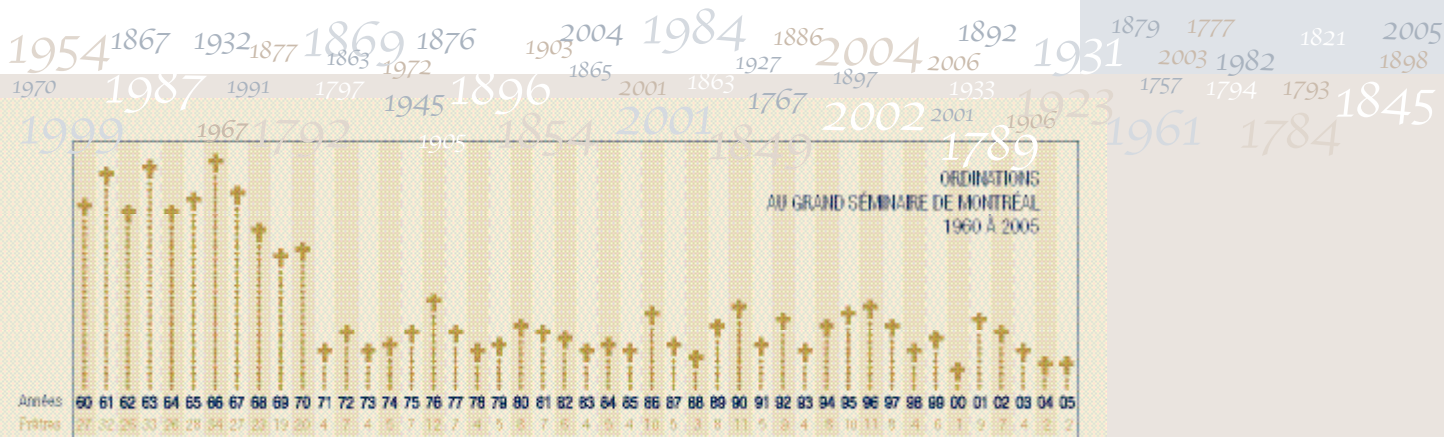 1954 1867 1932 1877 1869 1863 1972 1876 1903 2004 1865 1984 1886 1927 2004 1897 2006 1892 1931 1879 1777 2003 1982 1821 2005 1898
1970 1987 1991 1797 1945 1896 2001 1863 1767 2002 1933 2001 1923 1906 1757 1794 1793 1845
1999 1967 1792 1905 1854 2001 1849 1789 1961 1784
ORDINATIONS
AU GRAND SÉMINAIRE DE MONTRÉAL
1960 À 2005
Années 60 61 62 63 64 65 66 67 68 69 70 71 72 73 74 75 76 77 78 79 80 81 82 83 84 85 86 87 88 89 90 91 92 93 94 95 96 97 98 99 00 01 02 03 04 05
Prêtres 27 32 26 33 26 28 34 23 19 20 4 7 4 5 7 12 7 4 5 8 7 6 4 5 4 10 5 3 8 11 5 9 4 8 10 11 8 4 6 1 9 7 4 2 2